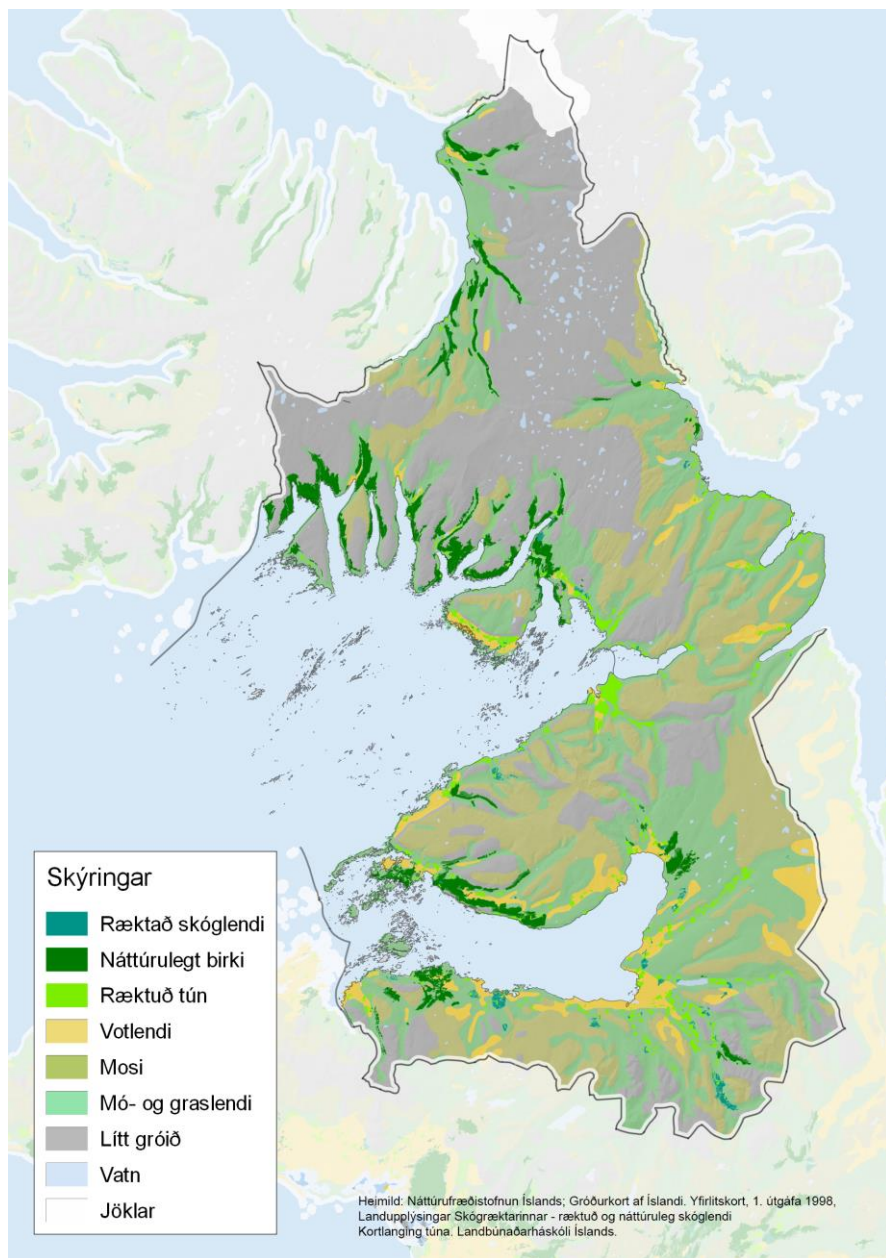 Skýringar
Ræktað skóglendi
Náttúrulegt birki
Ræktuð tún
Votlendi
Mosi
Mó- og graslendi
Lítt gróið
Vatn
Jöklar
Heimild: Náttúrufræðistofnun Íslands; Gróðurkort af Íslandi. Yfirlitskort, 1. útgáfa 1998,
Landupplýsingar Skógræktarinnar - ræktuð og náttúruleg skóglendi
Kortlanging túna. Landbúnaðarháskóli Íslands.